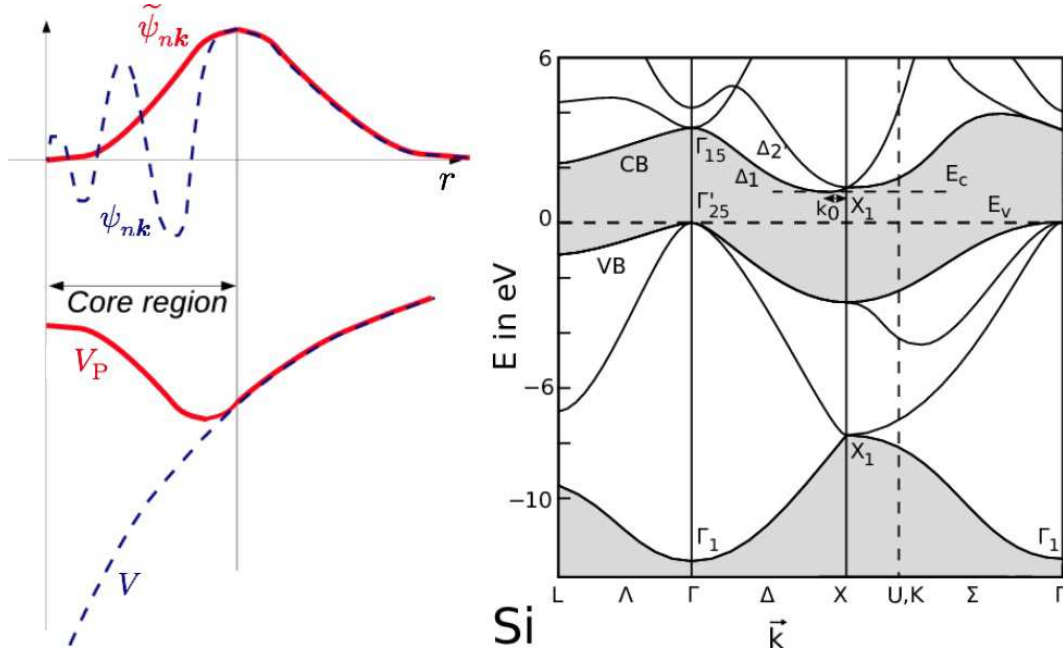 ψ̃nk
r
ψnk
Core region
VP
V
E in eV
6
3
0
−6
−10
CB
VB
Γ15
Δ2'
Δ1
Ec
k0
X1
Γ'25
Ev
X1
Γ1
Γ1
L Λ Γ Δ X U,K Σ Γ
Si
k⃗